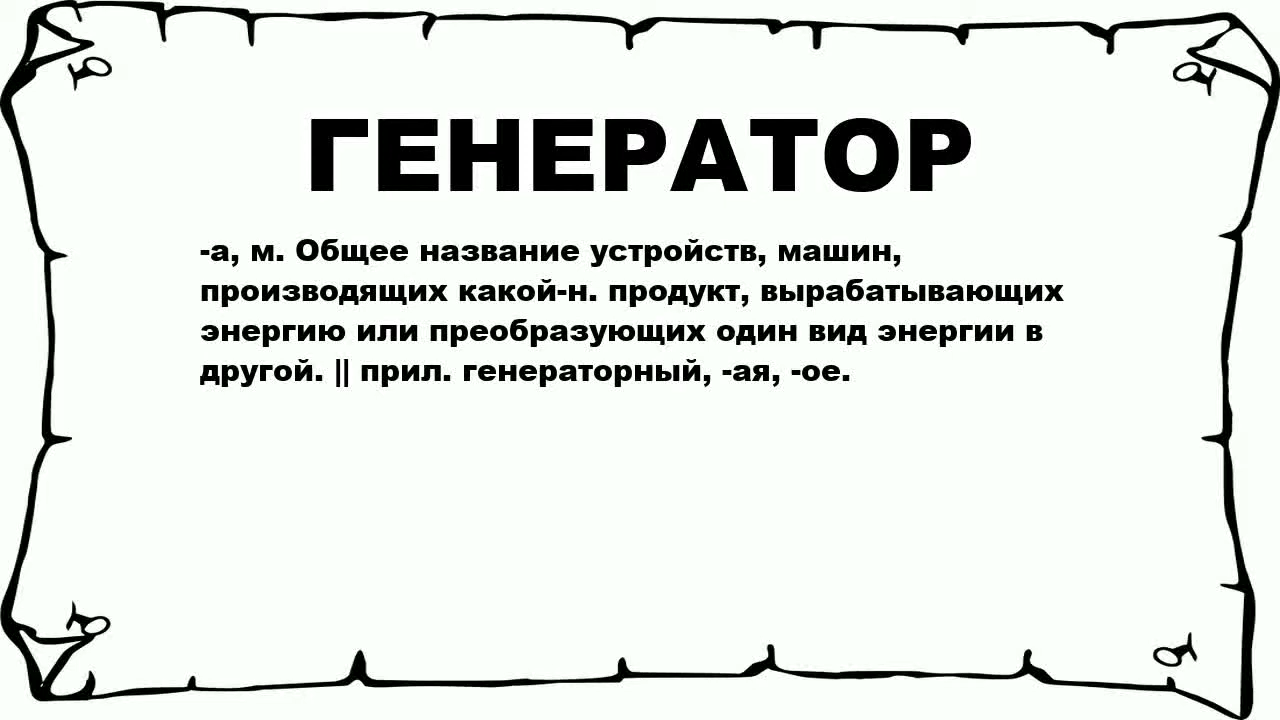 ГЕНЕРАТОР
-а, м. Общее название устройств, машин,
производящих какой-н. продукт, вырабатывающих
энергию или преобразующих один вид энергии в
другой. || прил. генераторный, -ая, -ое.